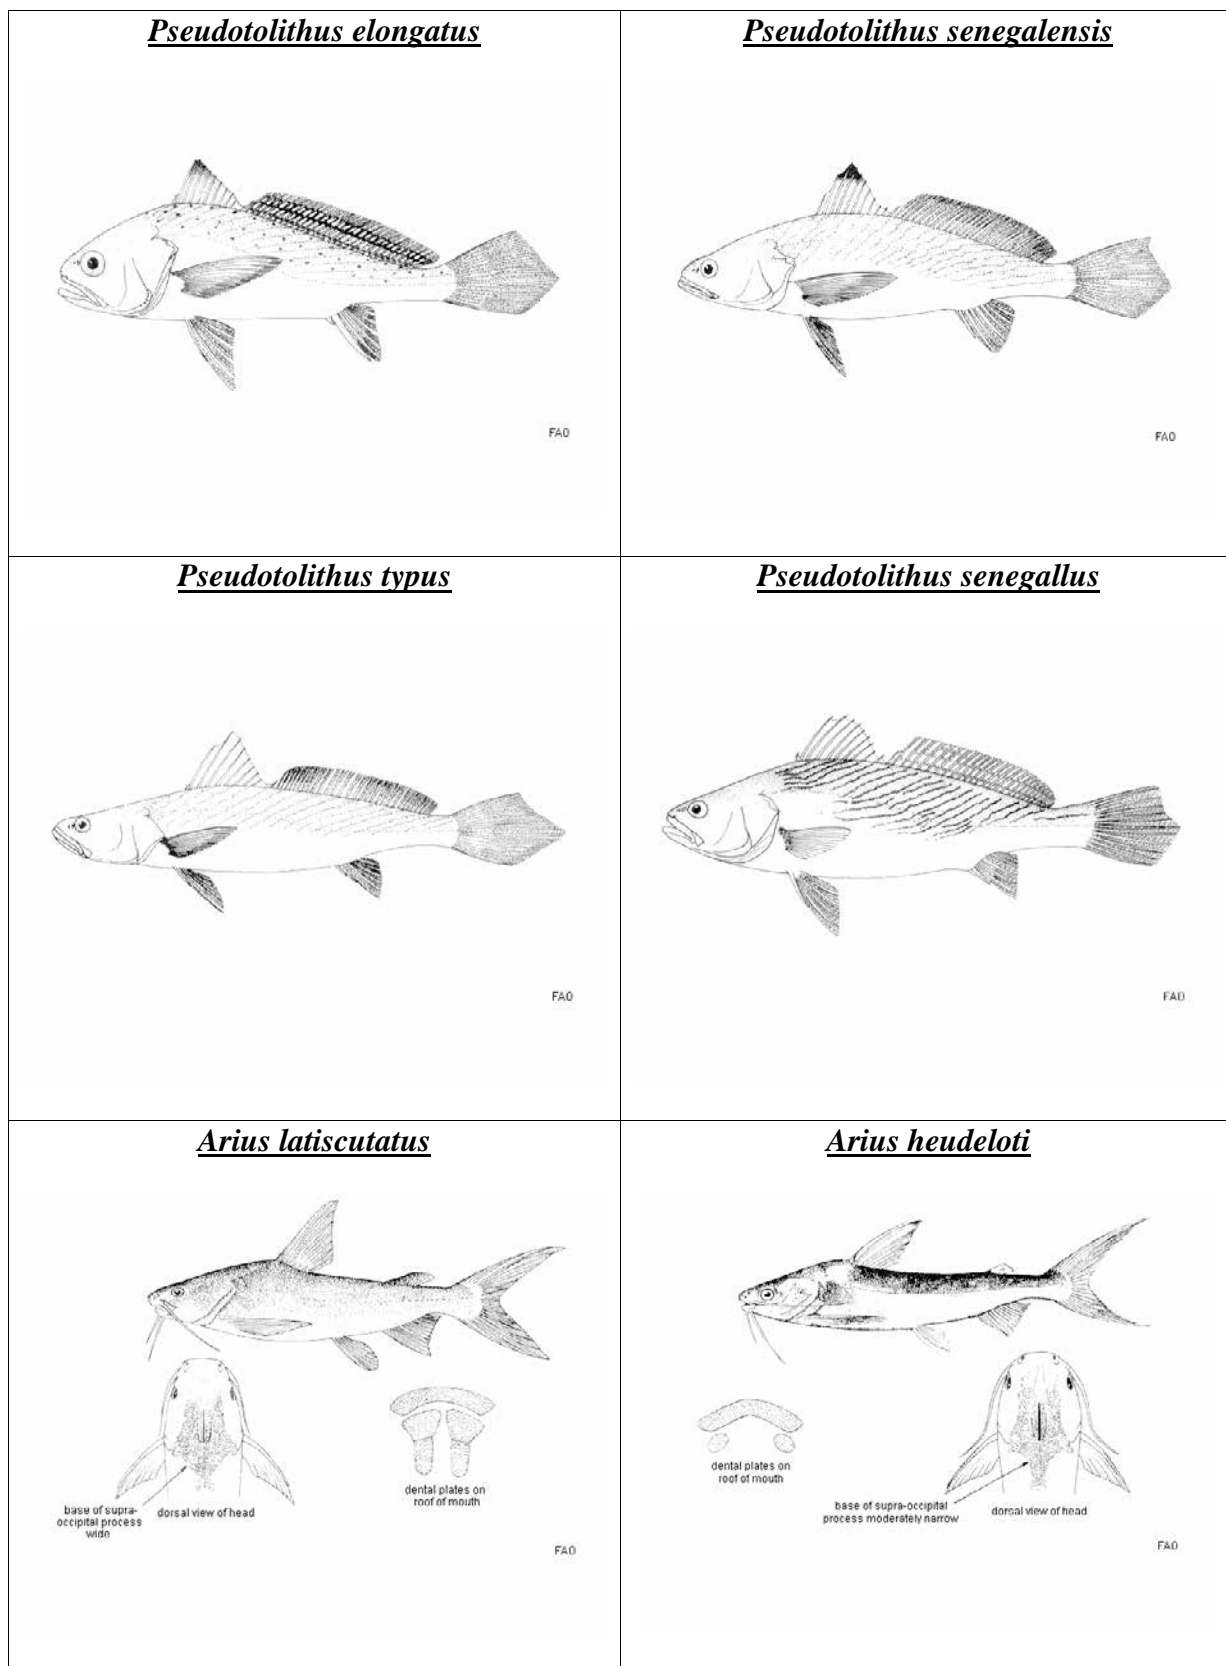 Pseudotolithus elongatus
Pseudotolithus senegalensis
FAO
FAO
Pseudotolithus typus
Pseudotolithus senegallus
FAO
FAO
Arius latiscutatus
Arius heudeloti
dental plates on
roof of mouth
base of supra-
occipital process
wide
dorsal view of head
FAO
dental plates on
roof of mouth
base of supra-occipital
process moderately narrow
dorsal view of head
FAO